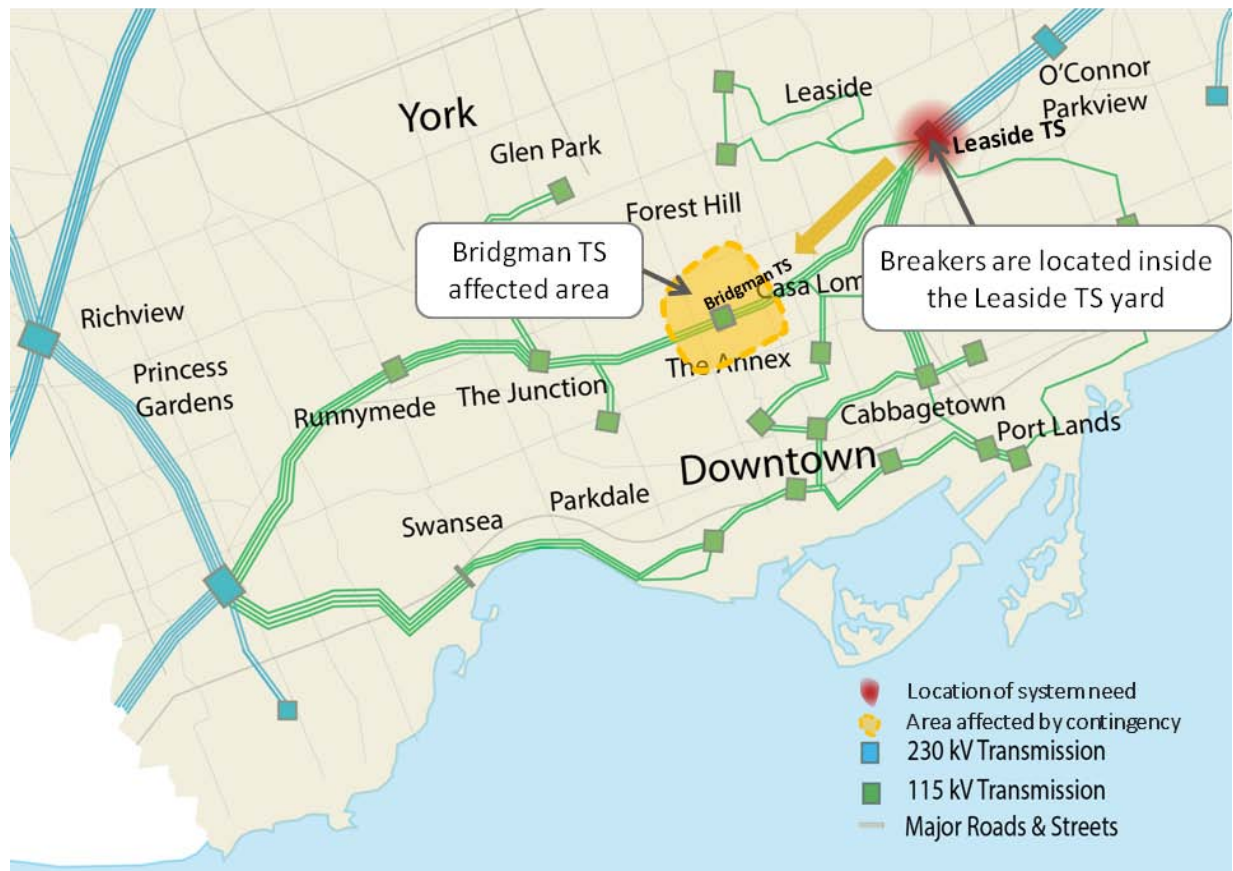 York
Glen Park
Leaside
O'Connor
Parkview
Leaside TS
Forest Hill
Bridgman TS
affected area
Bridgman TS
Casa Lom
Breakers are located inside
the Leaside TS yard
Richview
Princess
Gardens
Runnymede
The Junction
The Annex
Cabbagetown
Port Lands
Downtown
Parkdale
Swansea
Location of system need
Area affected by contingency
230 kV Transmission
115 kV Transmission
Major Roads & Streets